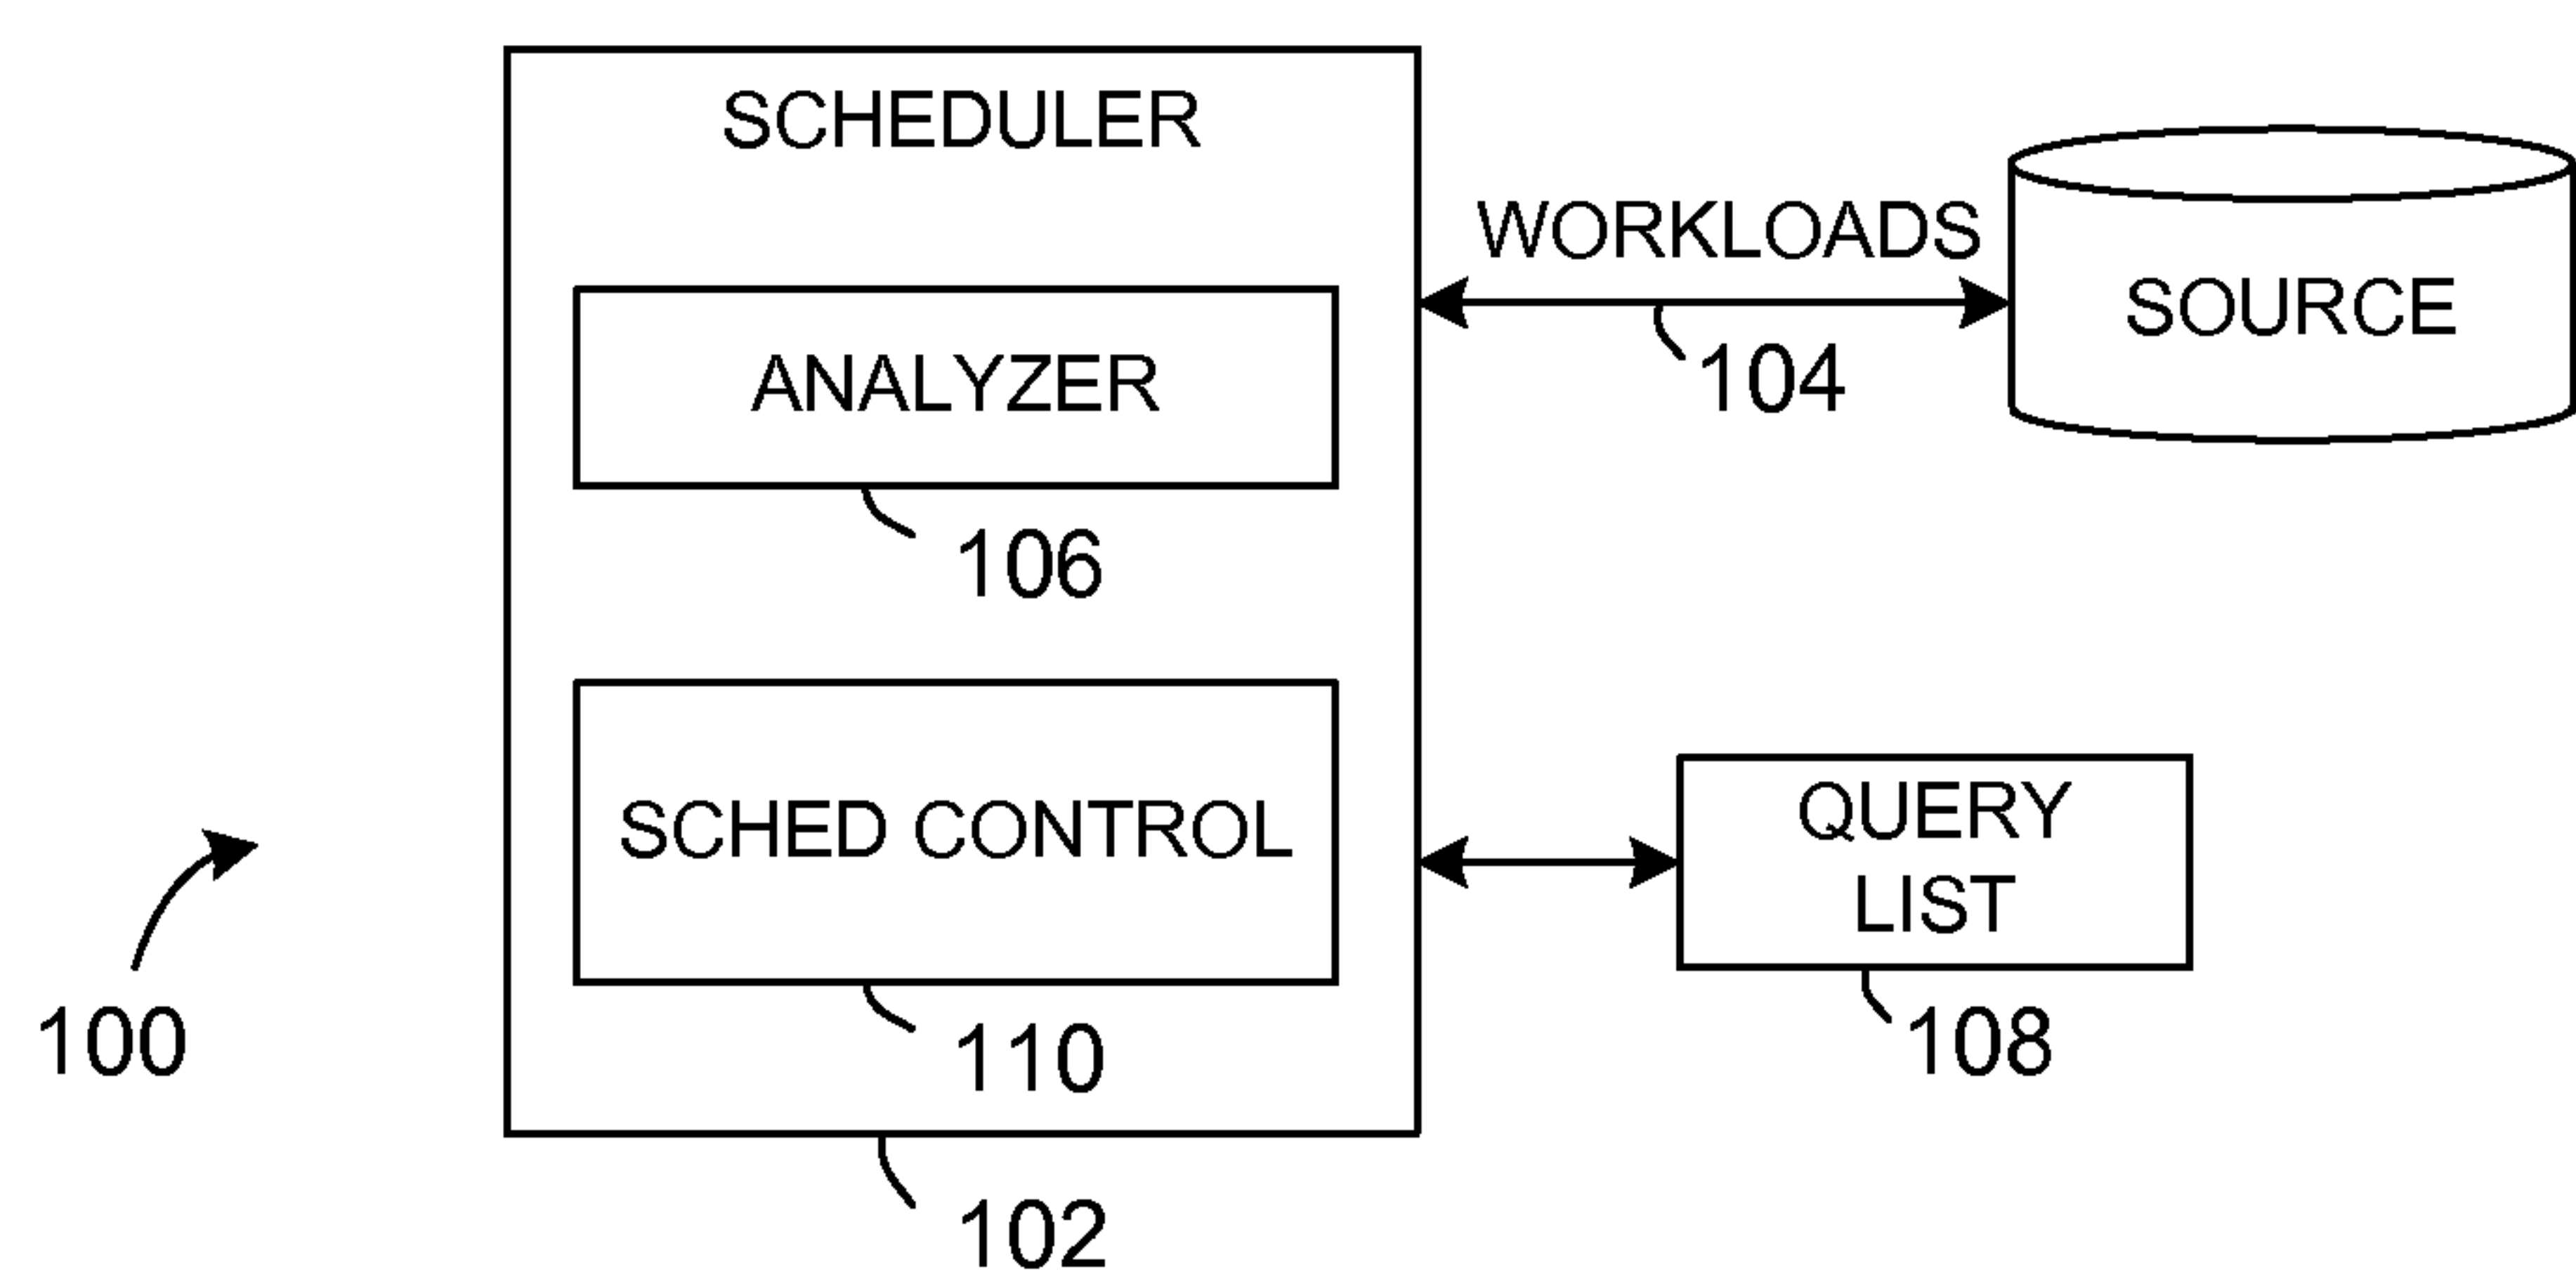 SCHEDULER
WORKLOADS
SOURCE
104
ANALYZER
106
SCHED CONTROL
QUERY
LIST
108
110
100
102